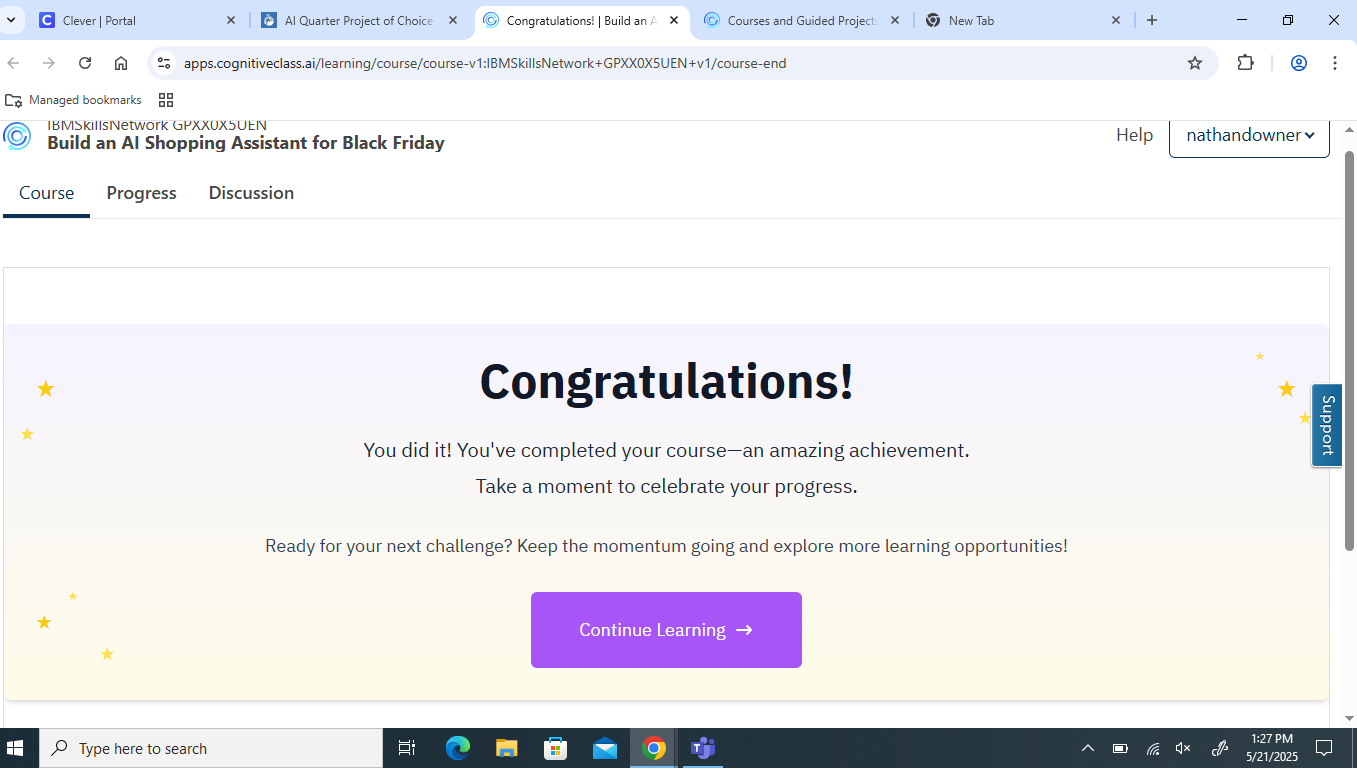 Clever | Portal
AI Quarter Project of Choice
Congratulations! | Build an A
Courses and Guided Projects
New Tab
apps.cognitiveclass.ai/learning/course/course-v1:IBMSkillsNetwork+GPXX0X5UEN+v1/course-end
Managed bookmarks
IBMSkillsNetwork GPXX0X5UEN
Build an AI Shopping Assistant for Black Friday
Help
nathandowner
Course
Progress
Discussion
Congratulations!
You did it! You've completed your course—an amazing achievement.
Take a moment to celebrate your progress.
Ready for your next challenge? Keep the momentum going and explore more learning opportunities!
Continue Learning →
Support
Type here to search
1:27 PM
5/21/2025